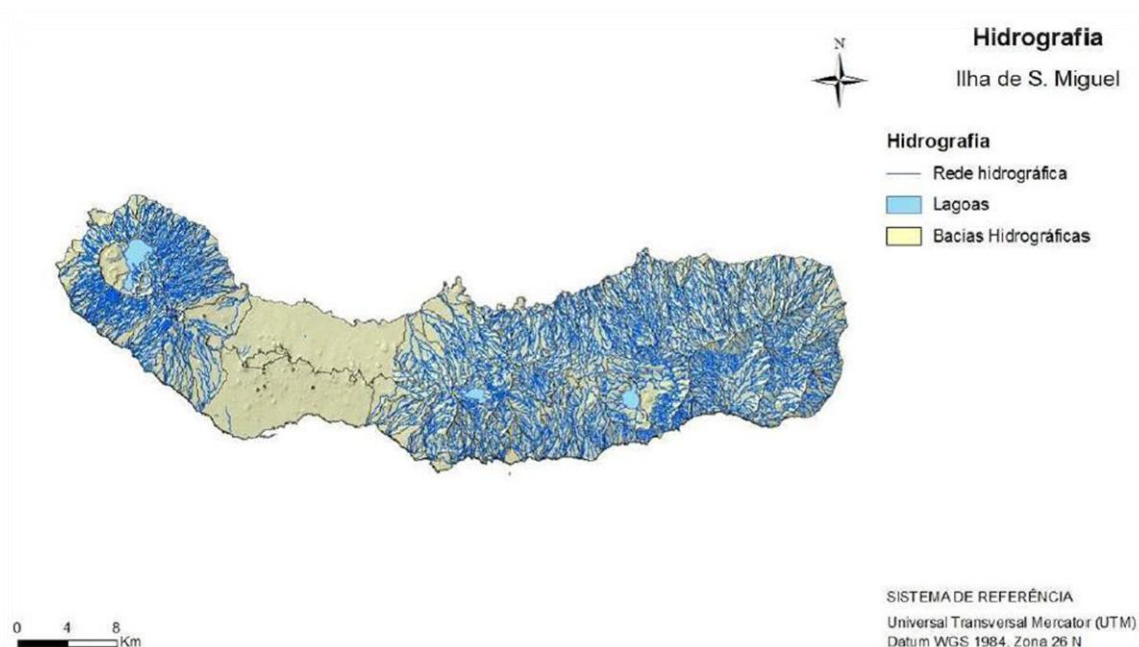 Hidrografia
Ilha de S. Miguel
N
Hidrografia
Rede hidrográfica
Lagoas
Bacias Hidrográficas
SISTEMA DE REFERÊNCIA
Universal Transversal Mercator (UTM)
Datum WGS 1984, Zona 26 N
0 4 8
Km